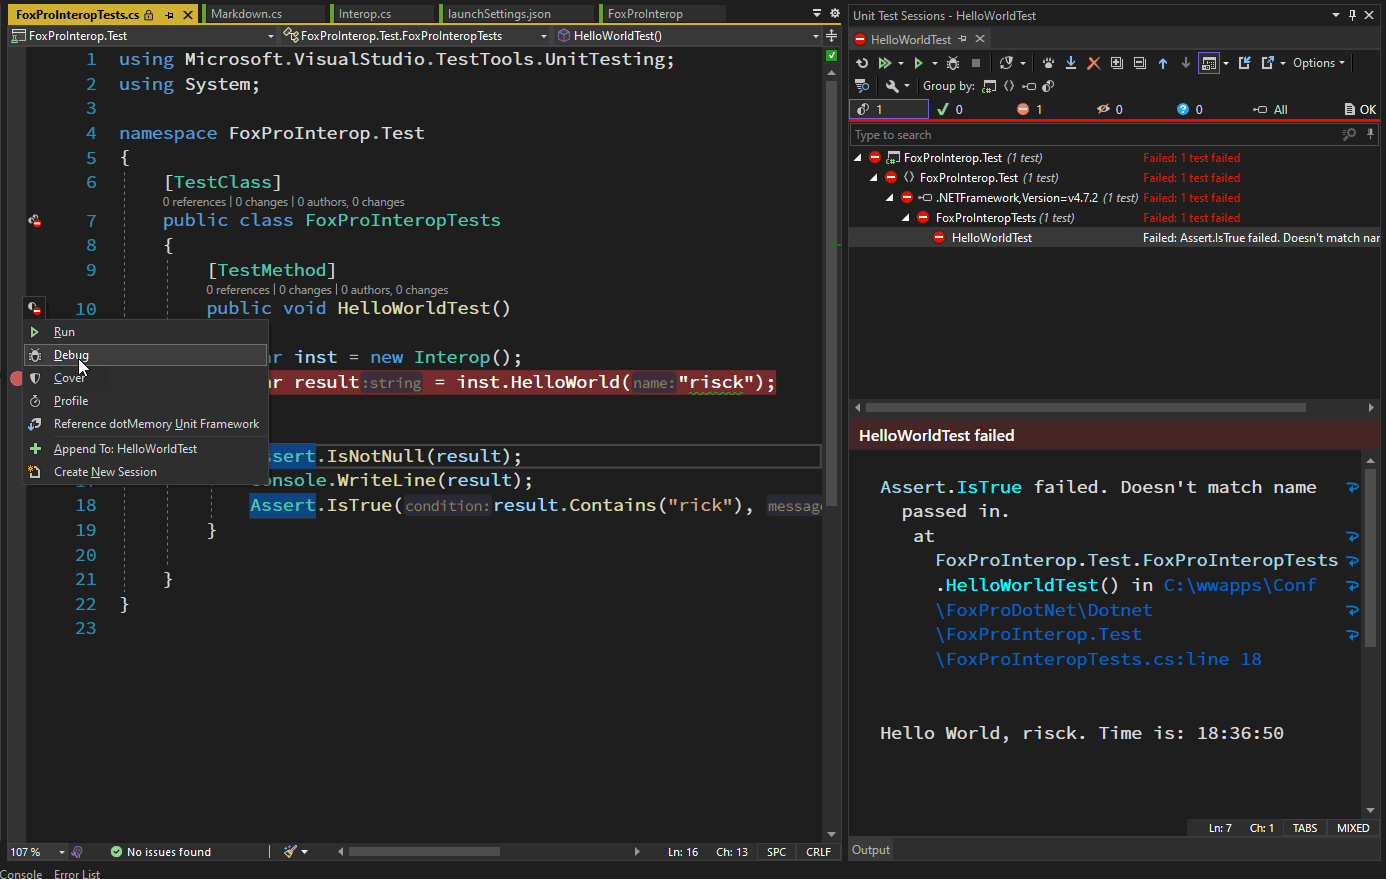 FoxProInteropTests.cs
Markdown.cs
Interop.cs
launchSettings.json
FoxProInterop
FoxProInterop.Test
FoxProInterop.Test.FoxProInteropTests
HelloWorldTest()
1 using Microsoft.VisualStudio.TestTools.UnitTesting;
2 using System;
3
4 namespace FoxProInterop.Test
5 {
6 [TestClass]
0 references | 0 changes | 0 authors, 0 changes
7 public class FoxProInteropTests
8 {
9 [TestMethod]
0 references | 0 changes | 0 authors, 0 changes
10 public void HelloWorldTest()
Run
Debug
Cover
Profile
Reference dotMemory Unit Framework
Append To: HelloWorldTest
Create New Session
ar inst = new Interop();
ar result:string = inst.HelloWorld(name:"risck");
ssert.IsNotNull(result);
onsole.WriteLine(result);
18 Assert.IsTrue(condition:result.Contains("rick"), message
19 }
20
21 }
22 }
23
107 %
No issues found
Ln: 16 Ch: 13 SPC CRLF
Console Error List
Unit Test Sessions - HelloWorldTest
HelloWorldTest
Options
Group by:
1 0 1 0 0 All OK
Type to search
FoxProInterop.Test (1 test) Failed: 1 test failed
FoxProInterop.Test (1 test) Failed: 1 test failed
.NETFramework,Version=v4.7.2 (1 test) Failed: 1 test failed
FoxProInteropTests (1 test) Failed: 1 test failed
HelloWorldTest Failed: Assert.IsTrue failed. Doesn't match nam
HelloWorldTest failed
Assert.IsTrue failed. Doesn't match name
passed in.
at
FoxProInterop.Test.FoxProInteropTests
.HelloWorldTest() in C:\wwapps\Conf
\FoxProDotNet\Dotnet
\FoxProInterop.Test
\FoxProInteropTests.cs:line 18
Hello World, risck. Time is: 18:36:50
Ln: 7 Ch: 1 TABS MIXED
Output